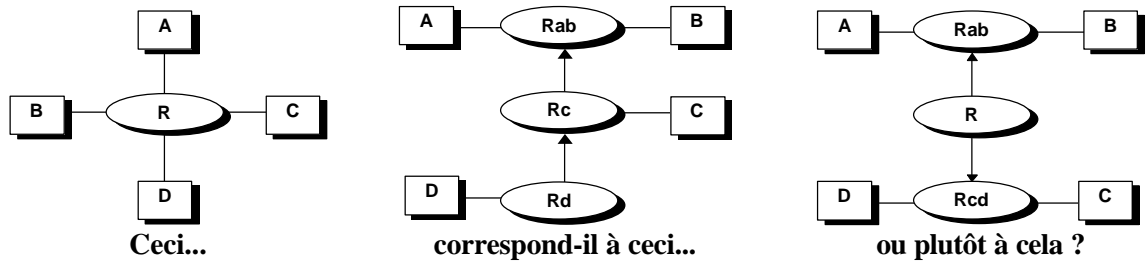 A
B
R
C
D
Ceci...
A
Rab
B
Rc
C
D
Rd
correspond-il à ceci...
A
Rab
B
R
D
Rcd
C
ou plutôt à cela ?